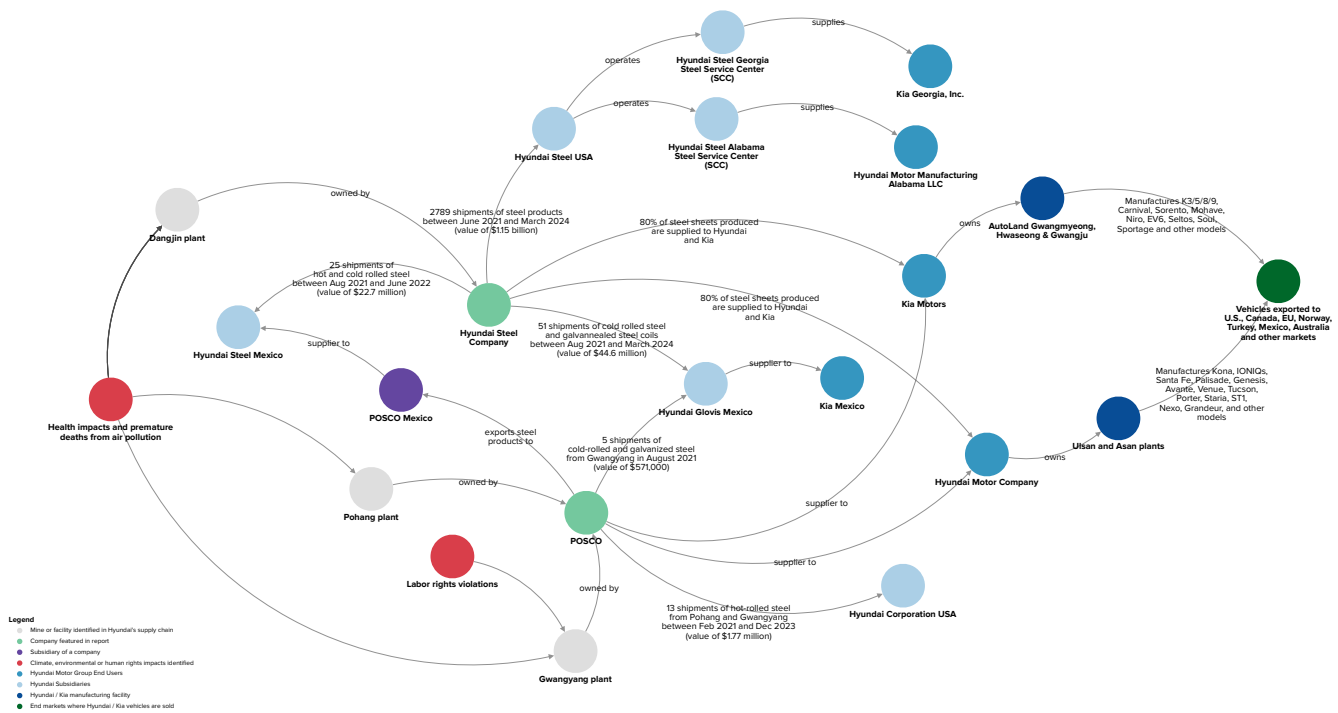 supplies
Hyundai Steel Georgia
Steel Service Center
(SCC)
operates
Kia Georgia, Inc.
operates
supplies
Hyundai Steel USA
Hyundai Steel Alabama
Steel Service Center
(SCC)
Hyundai Motor Manufacturing
Alabama LLC
owned by
Dangjin plant
2789 shipments of steel products
between June 2021 and March 2024
(value of $1.15 billion)
80% of steel sheets produced
are supplied to Hyundai
and Kia
owns
AutoLand Gwangmyeong,
Hwaseong & Gwangju
Manufactures K3/5/8/9,
Carnival, Sorento, Mohave,
Niro, EV6, Seltos, Soul,
Sportage and other models
25 shipments of
hot and cold rolled steel
between Aug 2021 and June 2022
(value of $22.7 million)
Hyundai Steel
Company
80% of steel sheets produced
are supplied to Hyundai
and Kia
Kia Motors
Vehicles exported to
U.S., Canada, EU, Norway,
Turkey, Mexico, Australia
and other markets
Hyundai Steel Mexico
supplier to
51 shipments of cold rolled steel
and galvannealed steel coils
between Aug 2021 and March 2024
(value of $44.6 million)
supplier to
Hyundai Glovis Mexico
Kia Mexico
Manufactures Kona, IONIQs,
Santa Fe, Palisade, Genesis,
Avante, Venue, Tucson,
Porter, Staria, ST1,
Nexo, Grandeur, and other
models
POSCO Mexico
Health impacts and premature
deaths from air pollution
exports steel
products to
5 shipments of
cold-rolled and galvanized steel
from Gwangyang in August 2021
(value of $571,000)
Ulsan and Asan plants
owns
Hyundai Motor Company
owned by
Pohang plant
supplier to
POSCO
supplier to
Labor rights violations
owned by
13 shipments of hot-rolled steel
from Pohang and Gwangyang
between Feb 2021 and Dec 2023
(value of $1.77 million)
Hyundai Corporation USA
Gwangyang plant
Legend
Mine or facility identified in Hyundai's supply chain
Company featured in report
Subsidiary of a company
Climate, environmental or human rights impacts identified
Hyundai Motor Group End Users
Hyundai Subsidiaries
Hyundai / Kia manufacturing facility
End markets where Hyundai / Kia vehicles are sold